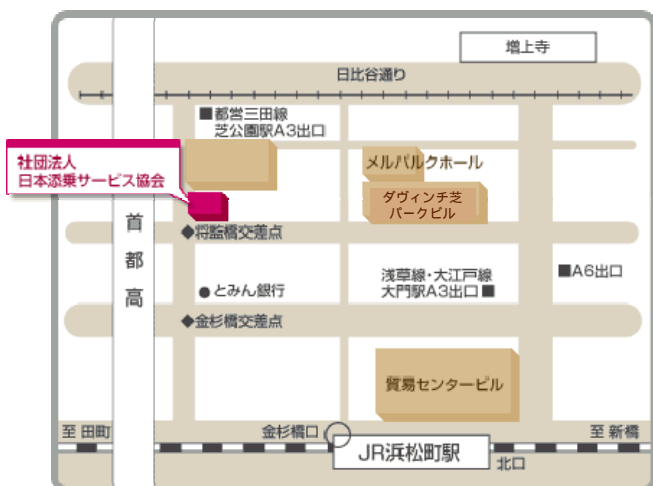 増上寺
日比谷通り
■都営三田線
芝公園駅A3出口
社団法人
日本添乗サービス協会
メルパルクホール
ダヴィンチ芝
パークビル
首都高
◆将監橋交差点
浅草線・大江戸線
大門駅A3出口■
■A6出口
●とみん銀行
◆金杉橋交差点
貿易センタービル
至 田町
金杉橋口
至 新橋
JR浜松町駅
北口